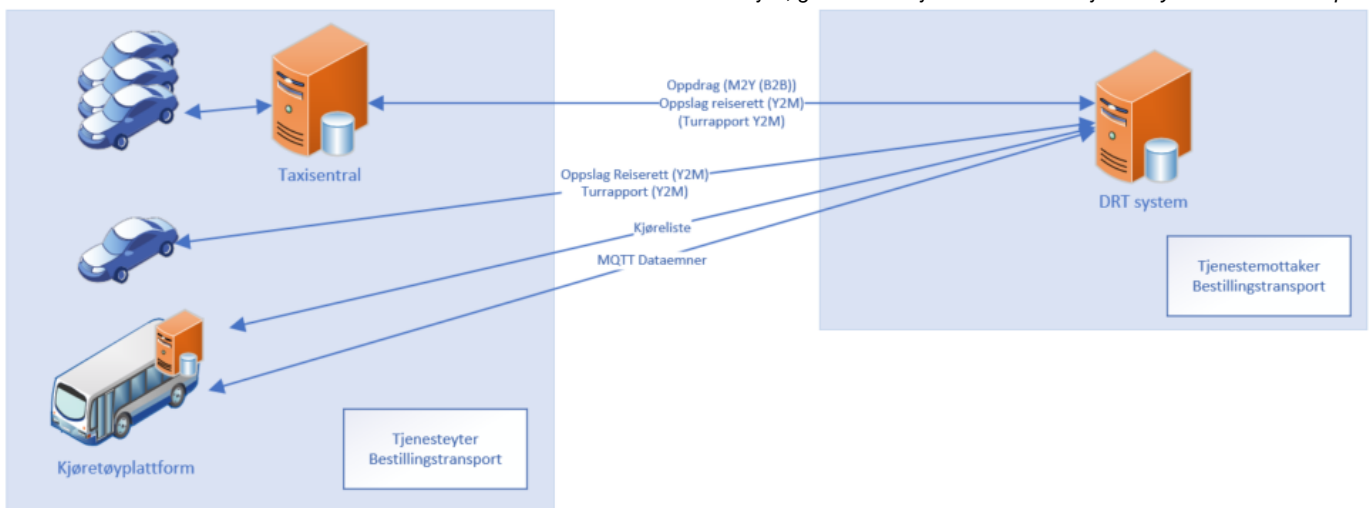 Oppdrag (M2Y (B2B))
Oppslag reiserett (Y2M)
(Turrapport Y2M)
Taxisentral
Oppslag Reiserett (Y2M)
Turrapport (Y2M)
DRT system
Kjøreliste
MQTT Dataemner
Tjenestemottaker
Bestillingstransport
Tjenesteyter
Bestillingstransport
Kjøretøyplattform